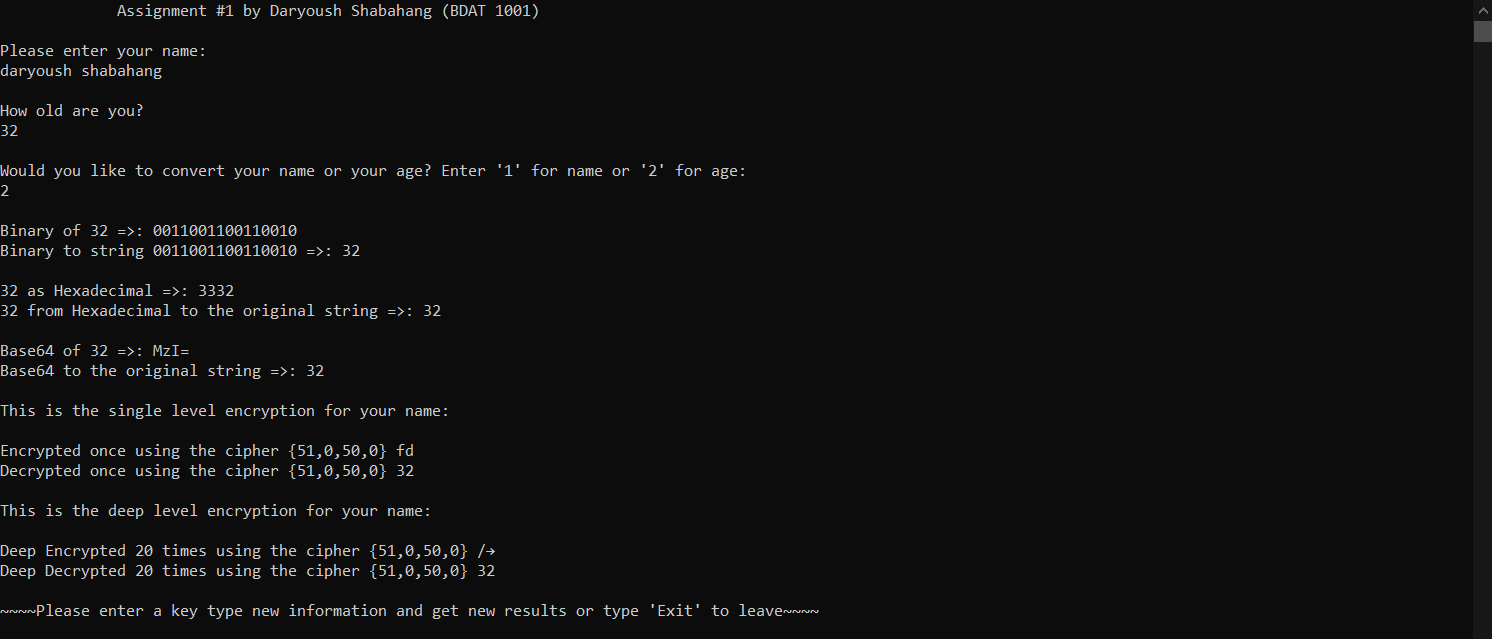 Assignment #1 by Daryoush Shabahang (BDAT 1001)
Please enter your name:
daryoush shabahang
How old are you?
32
Would you like to convert your name or your age? Enter '1' for name or '2' for age:
2
Binary of 32 =>: 0011001100110010
Binary to string 0011001100110010 =>: 32
32 as Hexadecimal =>: 3332
32 from Hexadecimal to the original string =>: 32
Base64 of 32 =>: MzI=
Base64 to the original string =>: 32
This is the single level encryption for your name:
Encrypted once using the cipher {51,0,50,0} fd
Decrypted once using the cipher {51,0,50,0} 32
This is the deep level encryption for your name:
Deep Encrypted 20 times using the cipher {51,0,50,0} /→
Deep Decrypted 20 times using the cipher {51,0,50,0} 32
~~~~Please enter a key type new information and get new results or type 'Exit' to leave~~~~